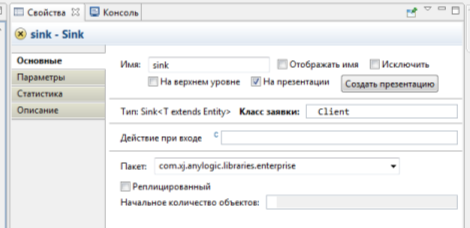 Свойства Консоль
sink - Sink
Основные
Параметры
Статистика
Описание
Имя: sink Отображать имя Исключить
На верхнем уровне На презентации Создать презентацию
Тип: Sink<T extends Entity> Класс заявки: Client
Действие при входе
Пакет: com.xj.anylogic.libraries.enterprise
Реплицированный
Начальное количество объектов: